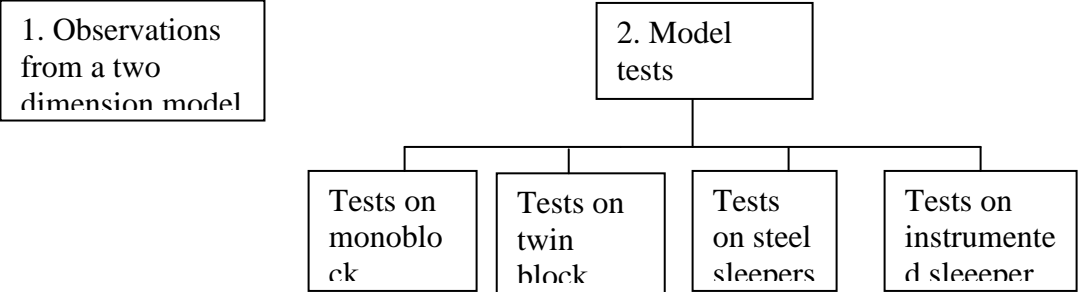 1. Observations
from a two
dimension model
2. Model
tests
Tests on
monoblo
ck
Tests on
twin
block
Tests
on steel
sleepers
Tests on
instrumente
d sleeeper